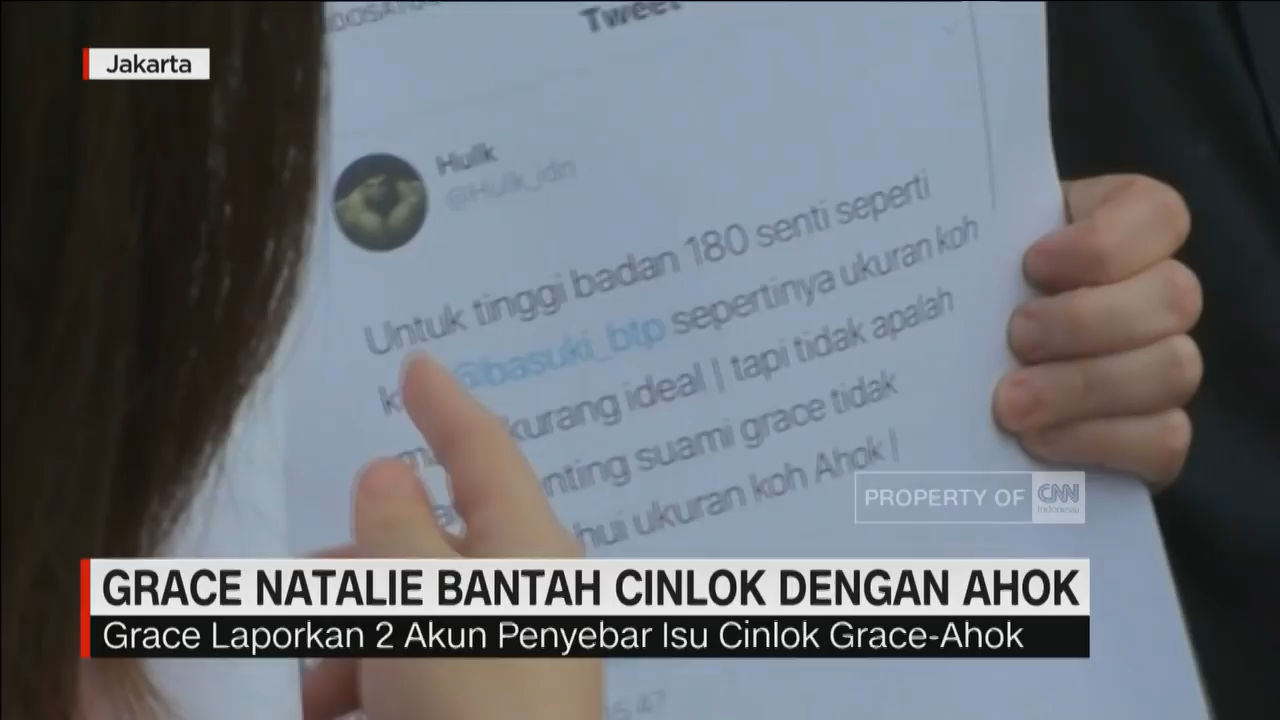 Tweet
Jakarta
Hulk
@Hulk_idn
Untuk tinggi badan 180 senti seperti
@basuki_btp sepertinya ukuran koh
kurang ideal | tapi tidak apalah
suami grace tidak
ukuran koh Ahok |
PROPERTY OF CNN
Indonesia
GRACE NATALIE BANTAH CINLOK DENGAN AHOK
Grace Laporkan 2 Akun Penyebar Isu Cinlok Grace-Ahok